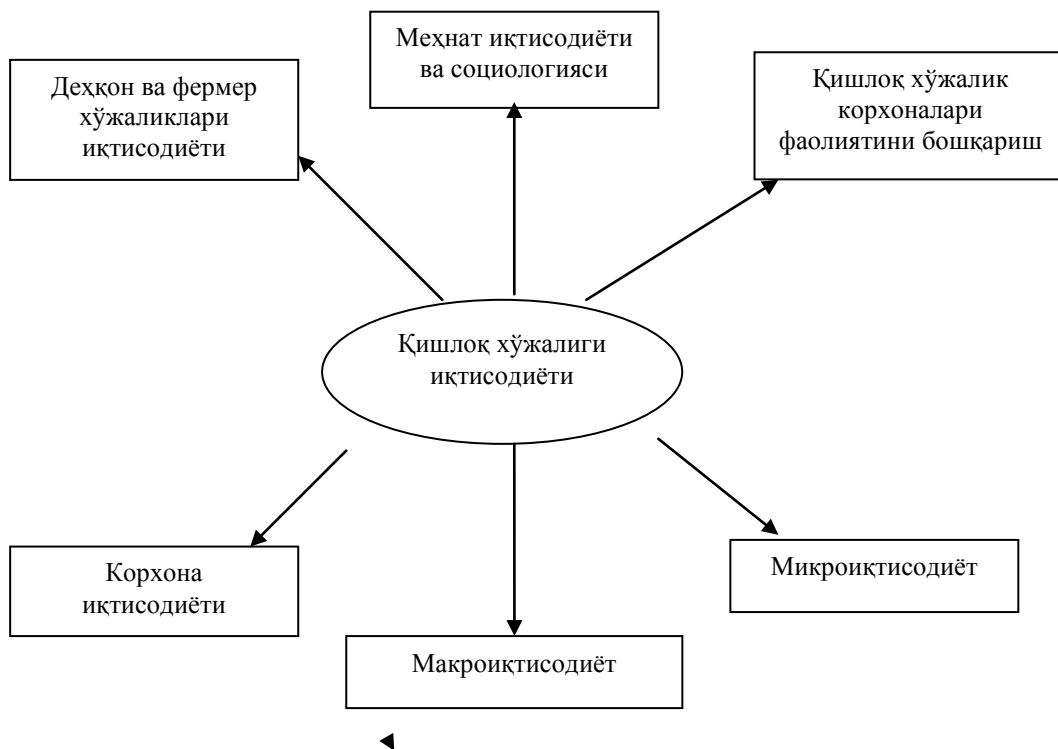 Меҳнат иқтисодиёти
ва социологияси
Деҳқон ва фермер
хўжаликлари
иқтисодиёти
Қишлоқ хўжалик
корхоналари
фаолиятини бошқариш
Қишлоқ хўжалиги
иқтисодиёти
Корхона
иқтисодиёти
Микроиқтисодиёт
Макроиқтисодиёт